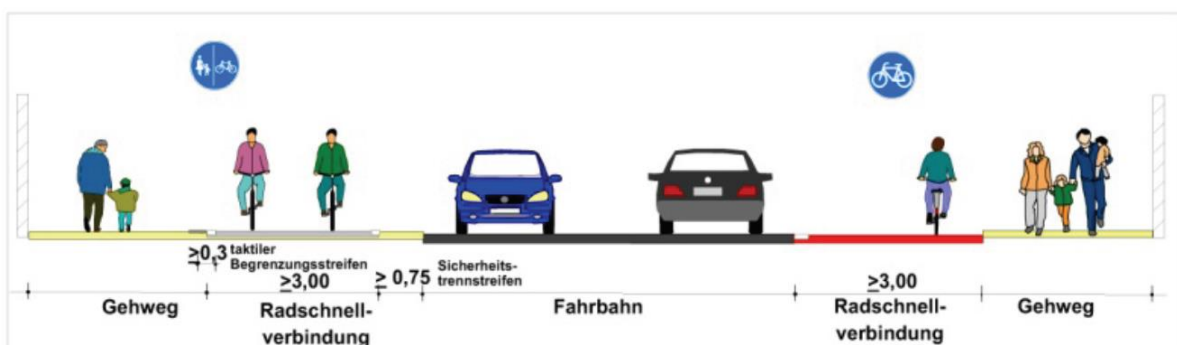 ≥0,3 taktiler
Begrenzungsstreifen
≥3,00
≥ 0,75 Sicherheits-
trennstreifen
≥3,00
Gehweg
Radschnell-
verbindung
Fahrbahn
Radschnell-
verbindung
Gehweg